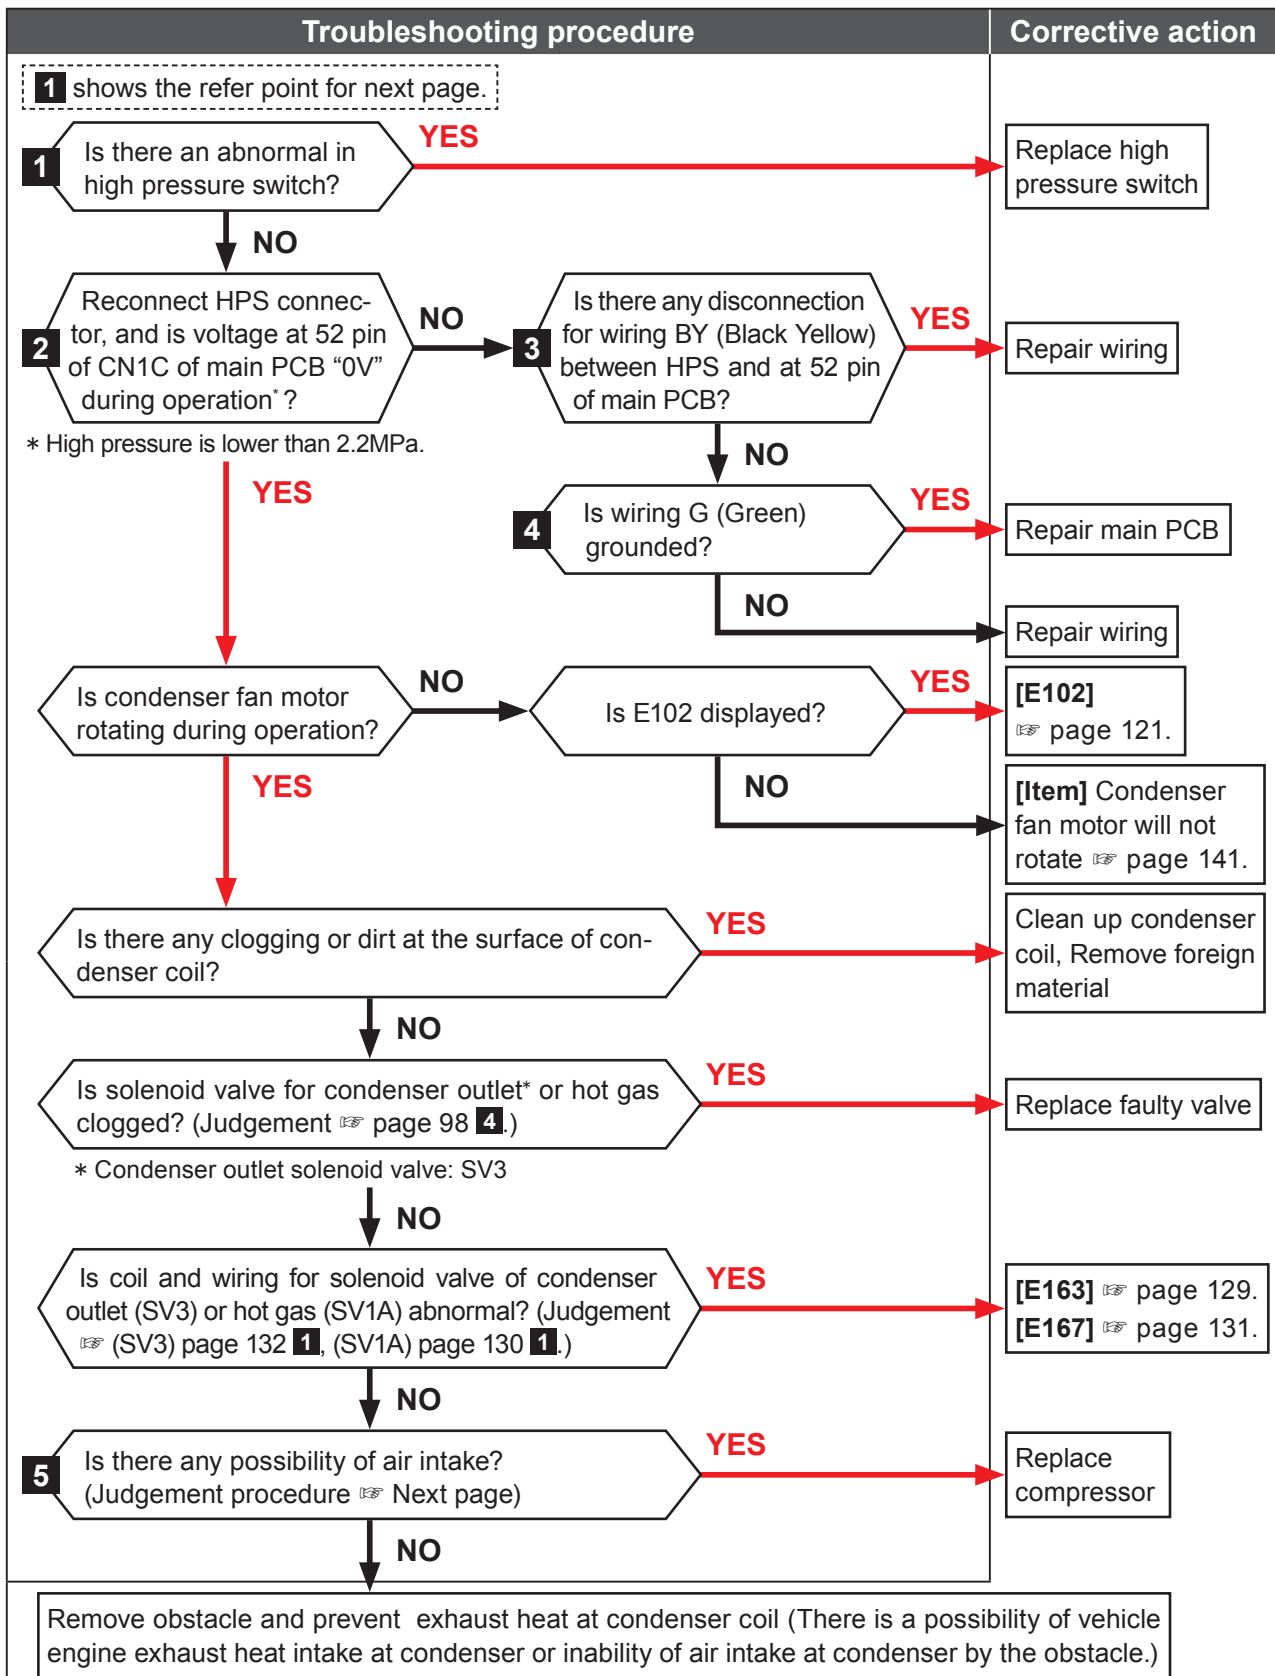 Troubleshooting procedure
Corrective action
1 shows the refer point for next page.
1
Is there an abnormal in
high pressure switch?
YES
Replace high
pressure switch
NO
2
Reconnect HPS connec-
tor, and is voltage at 52 pin
of CN1C of main PCB “0V”
during operation* ?
NO
3
Is there any disconnection
for wiring BY (Black Yellow)
between HPS and at 52 pin
of main PCB?
YES
Repair wiring
* High pressure is lower than 2.2MPa.
NO
YES
4
Is wiring G (Green)
grounded?
YES
Repair main PCB
NO
Repair wiring
Is condenser fan motor
rotating during operation?
NO
Is E102 displayed?
YES
[E102]
☞ page 121.
YES
NO
[Item] Condenser
fan motor will not
rotate ☞ page 141.
Is there any clogging or dirt at the surface of con-
denser coil?
YES
Clean up condenser
coil, Remove foreign
material
NO
Is solenoid valve for condenser outlet* or hot gas
clogged? (Judgement ☞ page 98 4.)
YES
Replace faulty valve
* Condenser outlet solenoid valve: SV3
NO
Is coil and wiring for solenoid valve of condenser
outlet (SV3) or hot gas (SV1A) abnormal? (Judgement
☞ (SV3) page 132 1, (SV1A) page 130 1.)
YES
[E163] ☞ page 129.
[E167] ☞ page 131.
NO
5
Is there any possibility of air intake?
(Judgement procedure ☞ Next page)
YES
Replace
compressor
NO
Remove obstacle and prevent exhaust heat at condenser coil (There is a possibility of vehicle
engine exhaust heat intake at condenser or inability of air intake at condenser by the obstacle.)